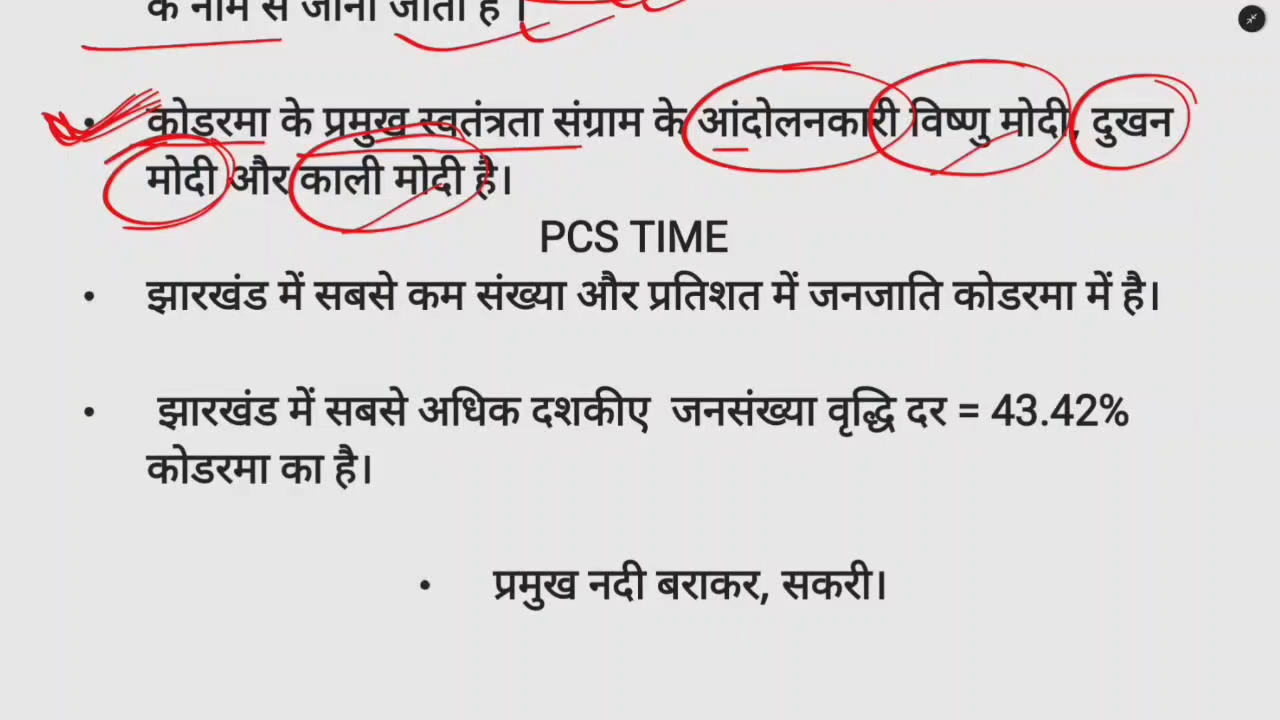 के नाम से जाना जाता है ।
• कोडरमा के प्रमुख स्वतंत्रता संग्राम के आंदोलनकारी विष्णु मोदी, दुखन
मोदी और काली मोदी है।
PCS TIME
• झारखंड में सबसे कम संख्या और प्रतिशत में जनजाति कोडरमा में है।
• झारखंड में सबसे अधिक दशकीए जनसंख्या वृद्धि दर = 43.42%
कोडरमा का है।
• प्रमुख नदी बराकर, सकरी।